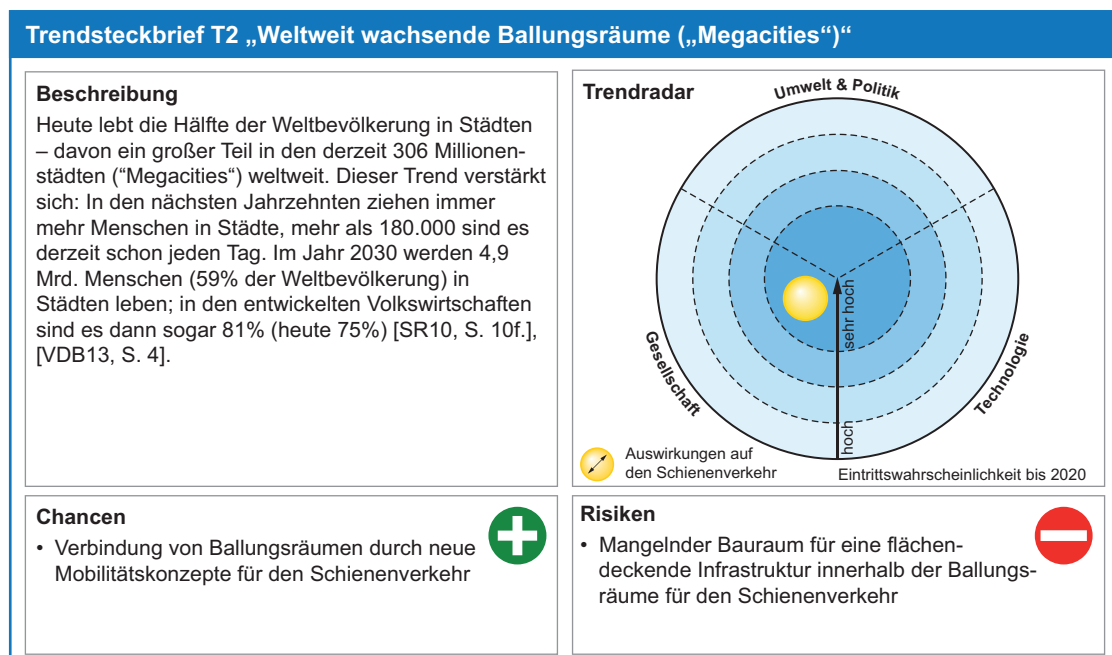 Trendsteckbrief T2 „Weltweit wachsende Ballungsräume („Megacities“)“
Beschreibung
Heute lebt die Hälfte der Weltbevölkerung in Städten
– davon ein großer Teil in den derzeit 306 Millionen-
städten (“Megacities“) weltweit. Dieser Trend verstärkt
sich: In den nächsten Jahrzehnten ziehen immer
mehr Menschen in Städte, mehr als 180.000 sind es
derzeit schon jeden Tag. Im Jahr 2030 werden 4,9
Mrd. Menschen (59% der Weltbevölkerung) in
Städten leben; in den entwickelten Volkswirtschaften
sind es dann sogar 81% (heute 75%) [SR10, S. 10f.],
[VDB13, S. 4].
Trendradar
Umwelt & Politik
Gesellschaft
Technologie
sehr hoch
hoch
Auswirkungen auf
den Schienenverkehr
Eintrittswahrscheinlichkeit bis 2020
Chancen
• Verbindung von Ballungsräumen durch neue
Mobilitätskonzepte für den Schienenverkehr
Risiken
• Mangelnder Bauraum für eine flächen-
deckende Infrastruktur innerhalb der Ballungs-
räume für den Schienenverkehr